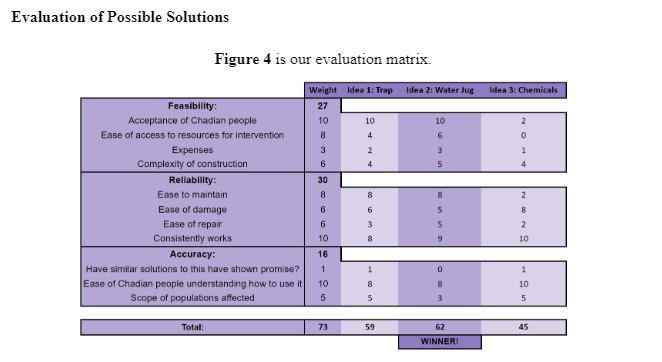 Evaluation of Possible Solutions
Figure 4 is our evaluation matrix.
Weight Idea 1: Trap Idea 2: Water Jug Idea 3: Chemicals
Feasibility: 27
Acceptance of Chadian people 10 10 10 2
Ease of access to resources for intervention 8 4 6 0
Expenses 3 2 3 1
Complexity of construction 6 4 5 4
Reliability: 30
Ease to maintain 8 8 8 2
Ease of damage 6 6 5 8
Ease of repair 6 3 5 2
Consistently works 10 8 9 10
Accuracy: 16
Have similar solutions to this have shown promise? 1 1 0 1
Ease of Chadian people understanding how to use it 10 8 8 10
Scope of populations affected 5 5 3 5
Total: 73 59 62 45
WINNER!